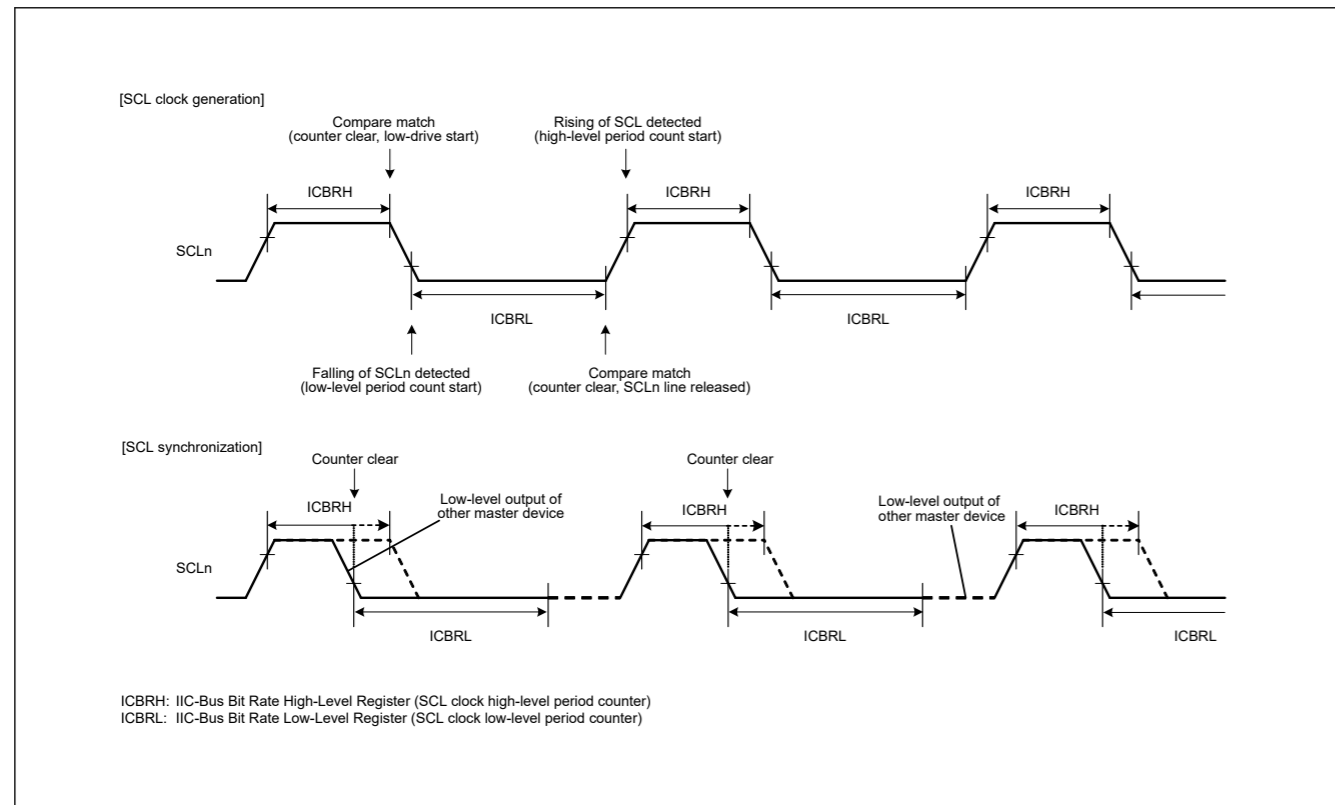 [SCL clock generation]
Compare match
(counter clear, low-drive start)
Rising of SCL detected
(high-level period count start)
ICBRH
ICBRH
ICBRH
SCLn
ICBRL
ICBRL
Falling of SCLn detected
(low-level period count start)
Compare match
(counter clear, SCLn line released)
[SCL synchronization]
Counter clear
Counter clear
ICBRH
Low-level output of
other master device
ICBRH
Low-level output of
other master device
ICBRH
SCLn
ICBRL
ICBRL
ICBRL
ICBRH: IIC-Bus Bit Rate High-Level Register (SCL clock high-level period counter)
ICBRL: IIC-Bus Bit Rate Low-Level Register (SCL clock low-level period counter)